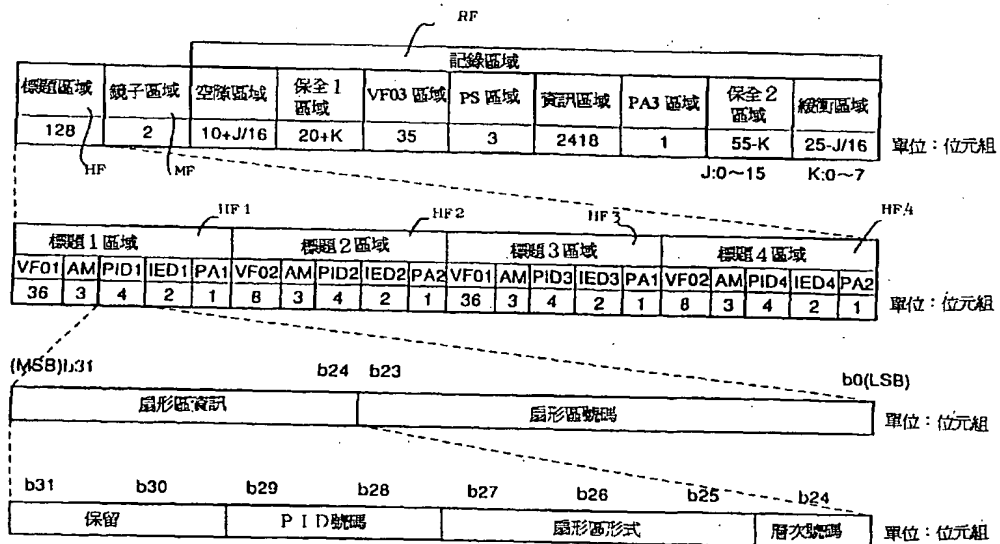 RF
記錄區域
標題區域 鏡子區域 空隙區域 保全1區域 VF03 區域 PS 區域 資訊區域 PA3 區域 保全2區域 緩衝區域
128 2 10+J/16 20+K 35 3 2418 1 55-K 25-J/16 單位：位元組
HF MF J:0～15 K:0～7
HF1 HF2 HF3 HF4
標題1區域 標題2區域 標題3區域 標題4區域
VF01 AM PID1 IED1 PA1 VF02 AM PID2 IED2 PA2 VF01 AM PID3 IED3 PA1 VF02 AM PID4 IED4 PA2
36 3 4 2 1 8 3 4 2 1 36 3 4 2 1 8 3 4 2 1 單位：位元組
(MSB)b31 b24 b23 b0(LSB)
扇形區資訊 扇形區號碼 單位：位元組
b31 b30 b29 b28 b27 b26 b25 b24
保留 PID號碼 扇形區形式 層次號碼 單位：位元組